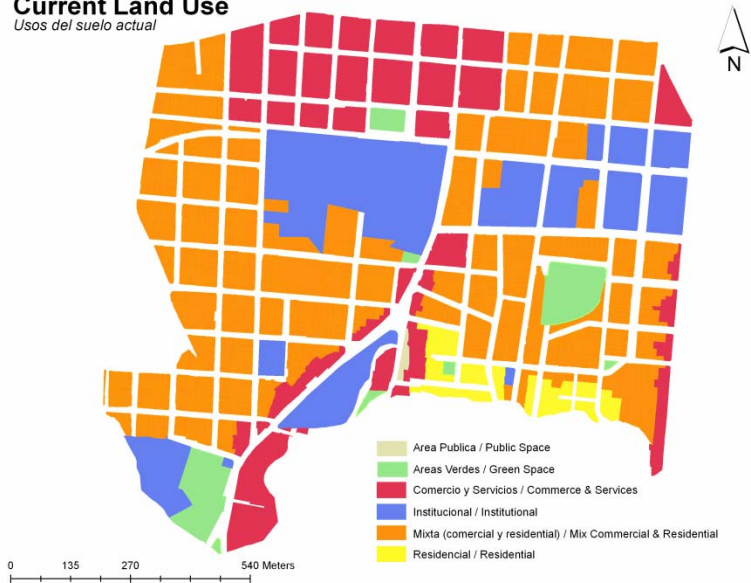 Current Land Use
Usos del suelo actual
N
Area Publica / Public Space
Areas Verdes / Green Space
Comercio y Servicios / Commerce & Services
Institucional / Institutional
Mixta (comercial y residential) / Mix Commercial & Residential
Residencial / Residential
0 135 270 540 Meters